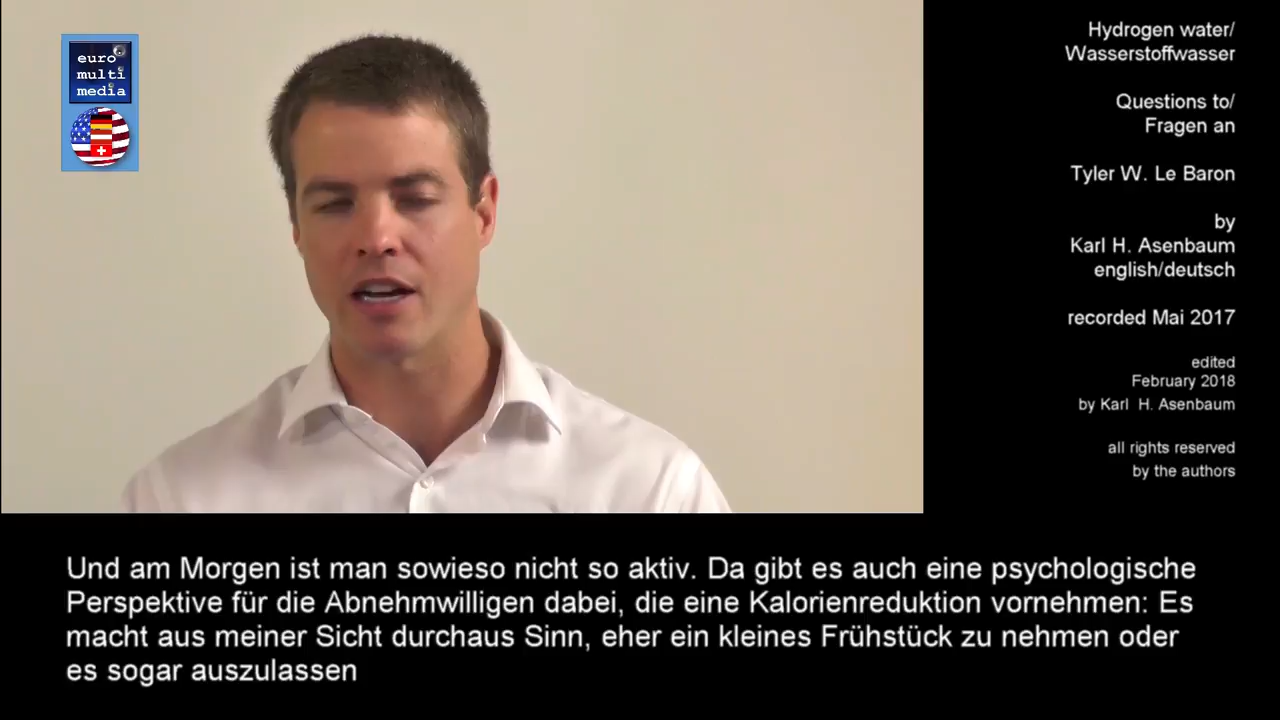 euro
multi
media
Hydrogen water/
Wasserstoffwasser
Questions to/
Fragen an
Tyler W. Le Baron
by
Karl H. Asenbaum
english/deutsch
recorded Mai 2017
edited
February 2018
by Karl H. Asenbaum
all rights reserved
by the authors
Und am Morgen ist man sowieso nicht so aktiv. Da gibt es auch eine psychologische
Perspektive für die Abnehmwilligen dabei, die eine Kalorienreduktion vornehmen: Es
macht aus meiner Sicht durchaus Sinn, eher ein kleines Frühstück zu nehmen oder
es sogar auszulassen